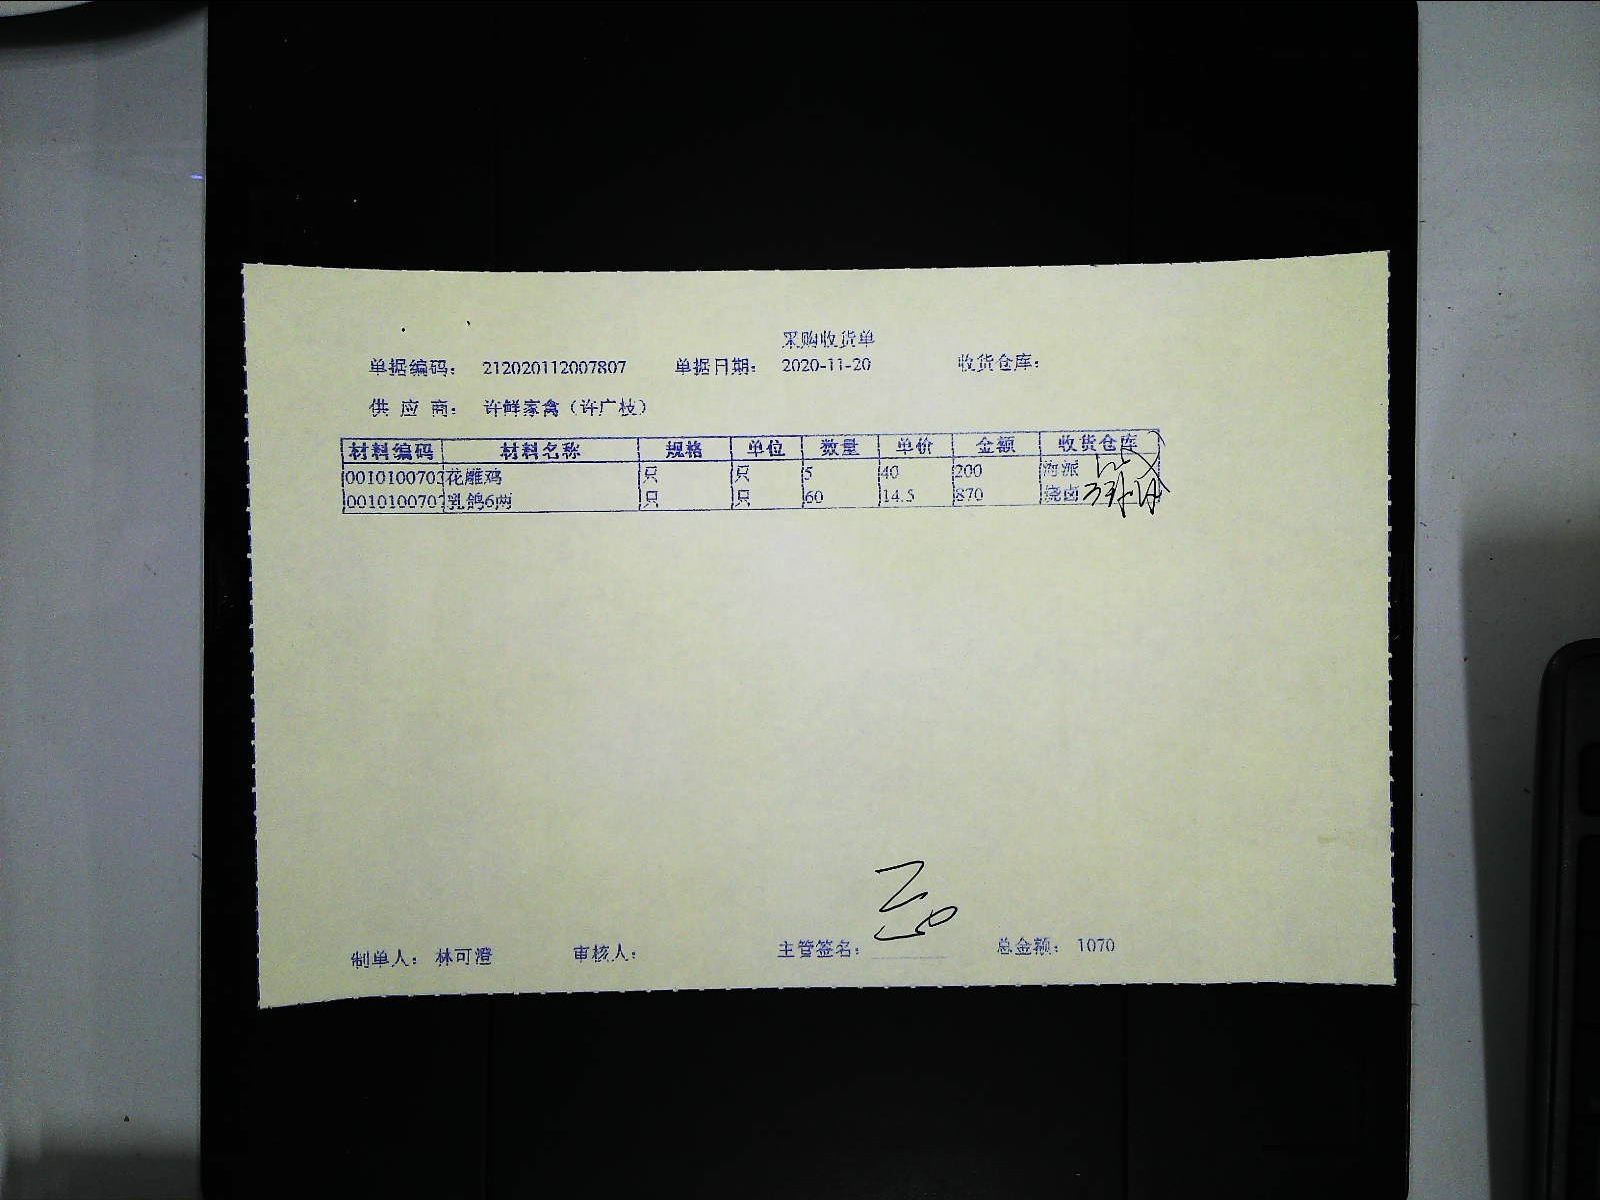 采购收货单
单据编码： 212020112007807 单据日期： 2020-11-20 收货仓库：
供 应 商： 许鲜家禽（许广枝）
材料编码 材料名称 规格 单位 数量 单价 金额 收货仓库
0010100703 花雕鸡 只 只 5 40 200 海派
0010100707 乳鸽6两 只 只 60 14.5 870 烧卤
制单人： 林可澄 审核人： 主管签名： 总金额： 1070